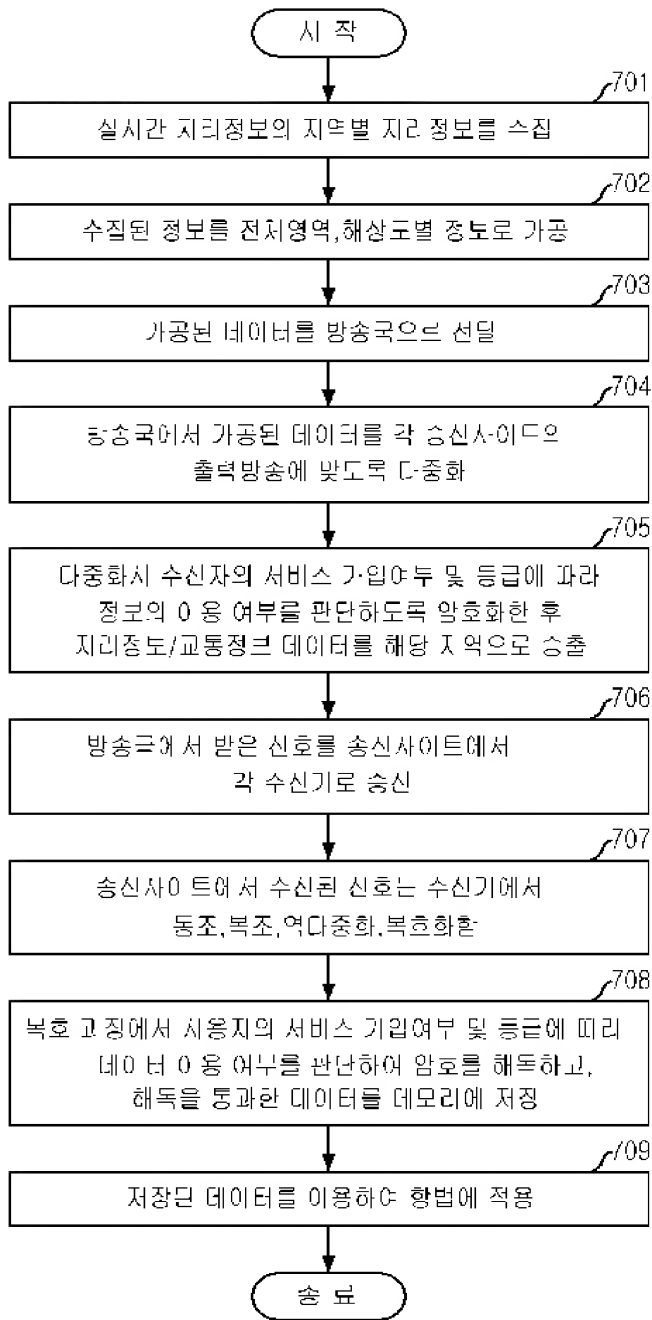 시 작
701
실시간 지리정보의 지역별 지리 정보를 수집
702
수집된 정보를 전체영역,해상도별 정보로 가공
703
가공된 데이터를 방송국으로 전달
704
방송국에서 가공된 데이터를 각 송신사이트의
출력방송에 맞도록 다중화
705
다중화시 수신자의 서비스 가입여부 및 등급에 따라
정보의 이용 여부를 판단하도록 암호화한 후
지리정보/교통정보 데이터를 해당 지역으로 송출
706
방송국에서 받은 신호를 송신사이트에서
각 수신기로 송신
707
송신사이트에서 수신된 신호는 수신기에서
동조,복조,역다중화,복호화함
708
복호 과정에서 사용자의 서비스 가입여부 및 등급에 따라
데이터 이용 여부를 판단하여 암호를 해독하고,
해독을 통과한 데이터를 메모리에 저장
709
저장된 데이터를 이용하여 항법에 적용
종 료